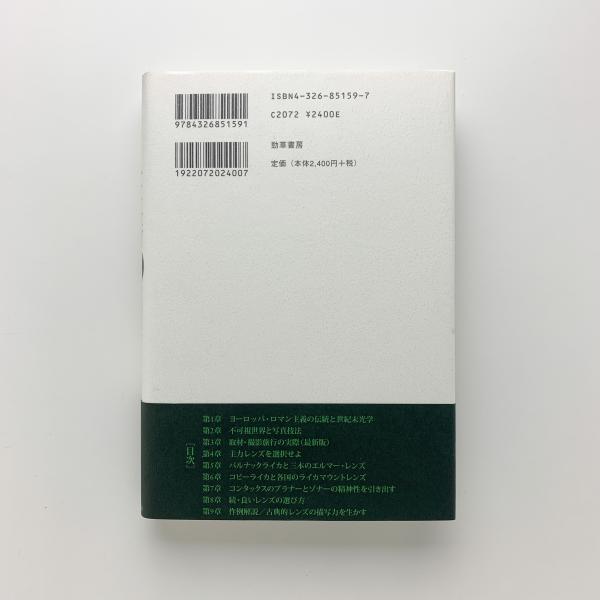 ISBN4-326-85159-7
C2072 ¥2400E
9784326851591
勁草書房
定価(本体2,400円+税)
1922072024007
[目次]
第1章 ヨーロッパ・ロマン主義の伝統と世紀末光学
第2章 不可視世界と写真技法
第3章 取材・撮影旅行の実際(最新版)
第4章 主力レンズを選択せよ
第5章 バルナックライカと三本のエルマー・レンズ
第6章 コピーライカと各国のライカマウントレンズ
第7章 コンタックスのプラナーとゾナーの精神性を引き出す
第8章 続・良いレンズの選び方
第9章 作例解説/古典的レンズの描写力を生かす